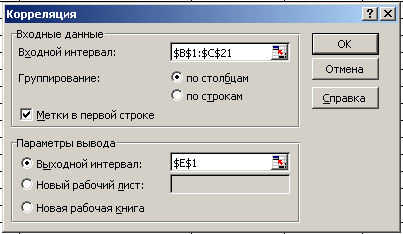 Корреляция
Входные данные
Входной интервал: $B$1:$C$21
Группирование: по столбцам
по строкам
Метки в первой строке
Параметры вывода
Выходной интервал: $E$1
Новый рабочий лист:
Новая рабочая книга
OK
Отмена
Справка